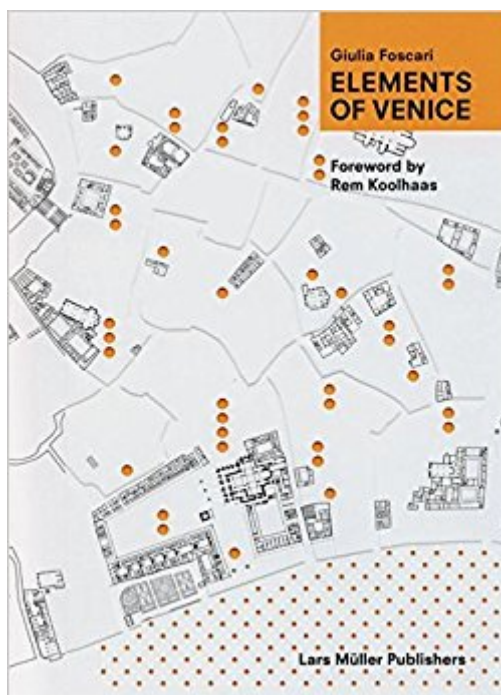 Giulia Foscari
ELEMENTS
OF VENICE
Foreword by
Rem Koolhaas
Lars Müller Publishers